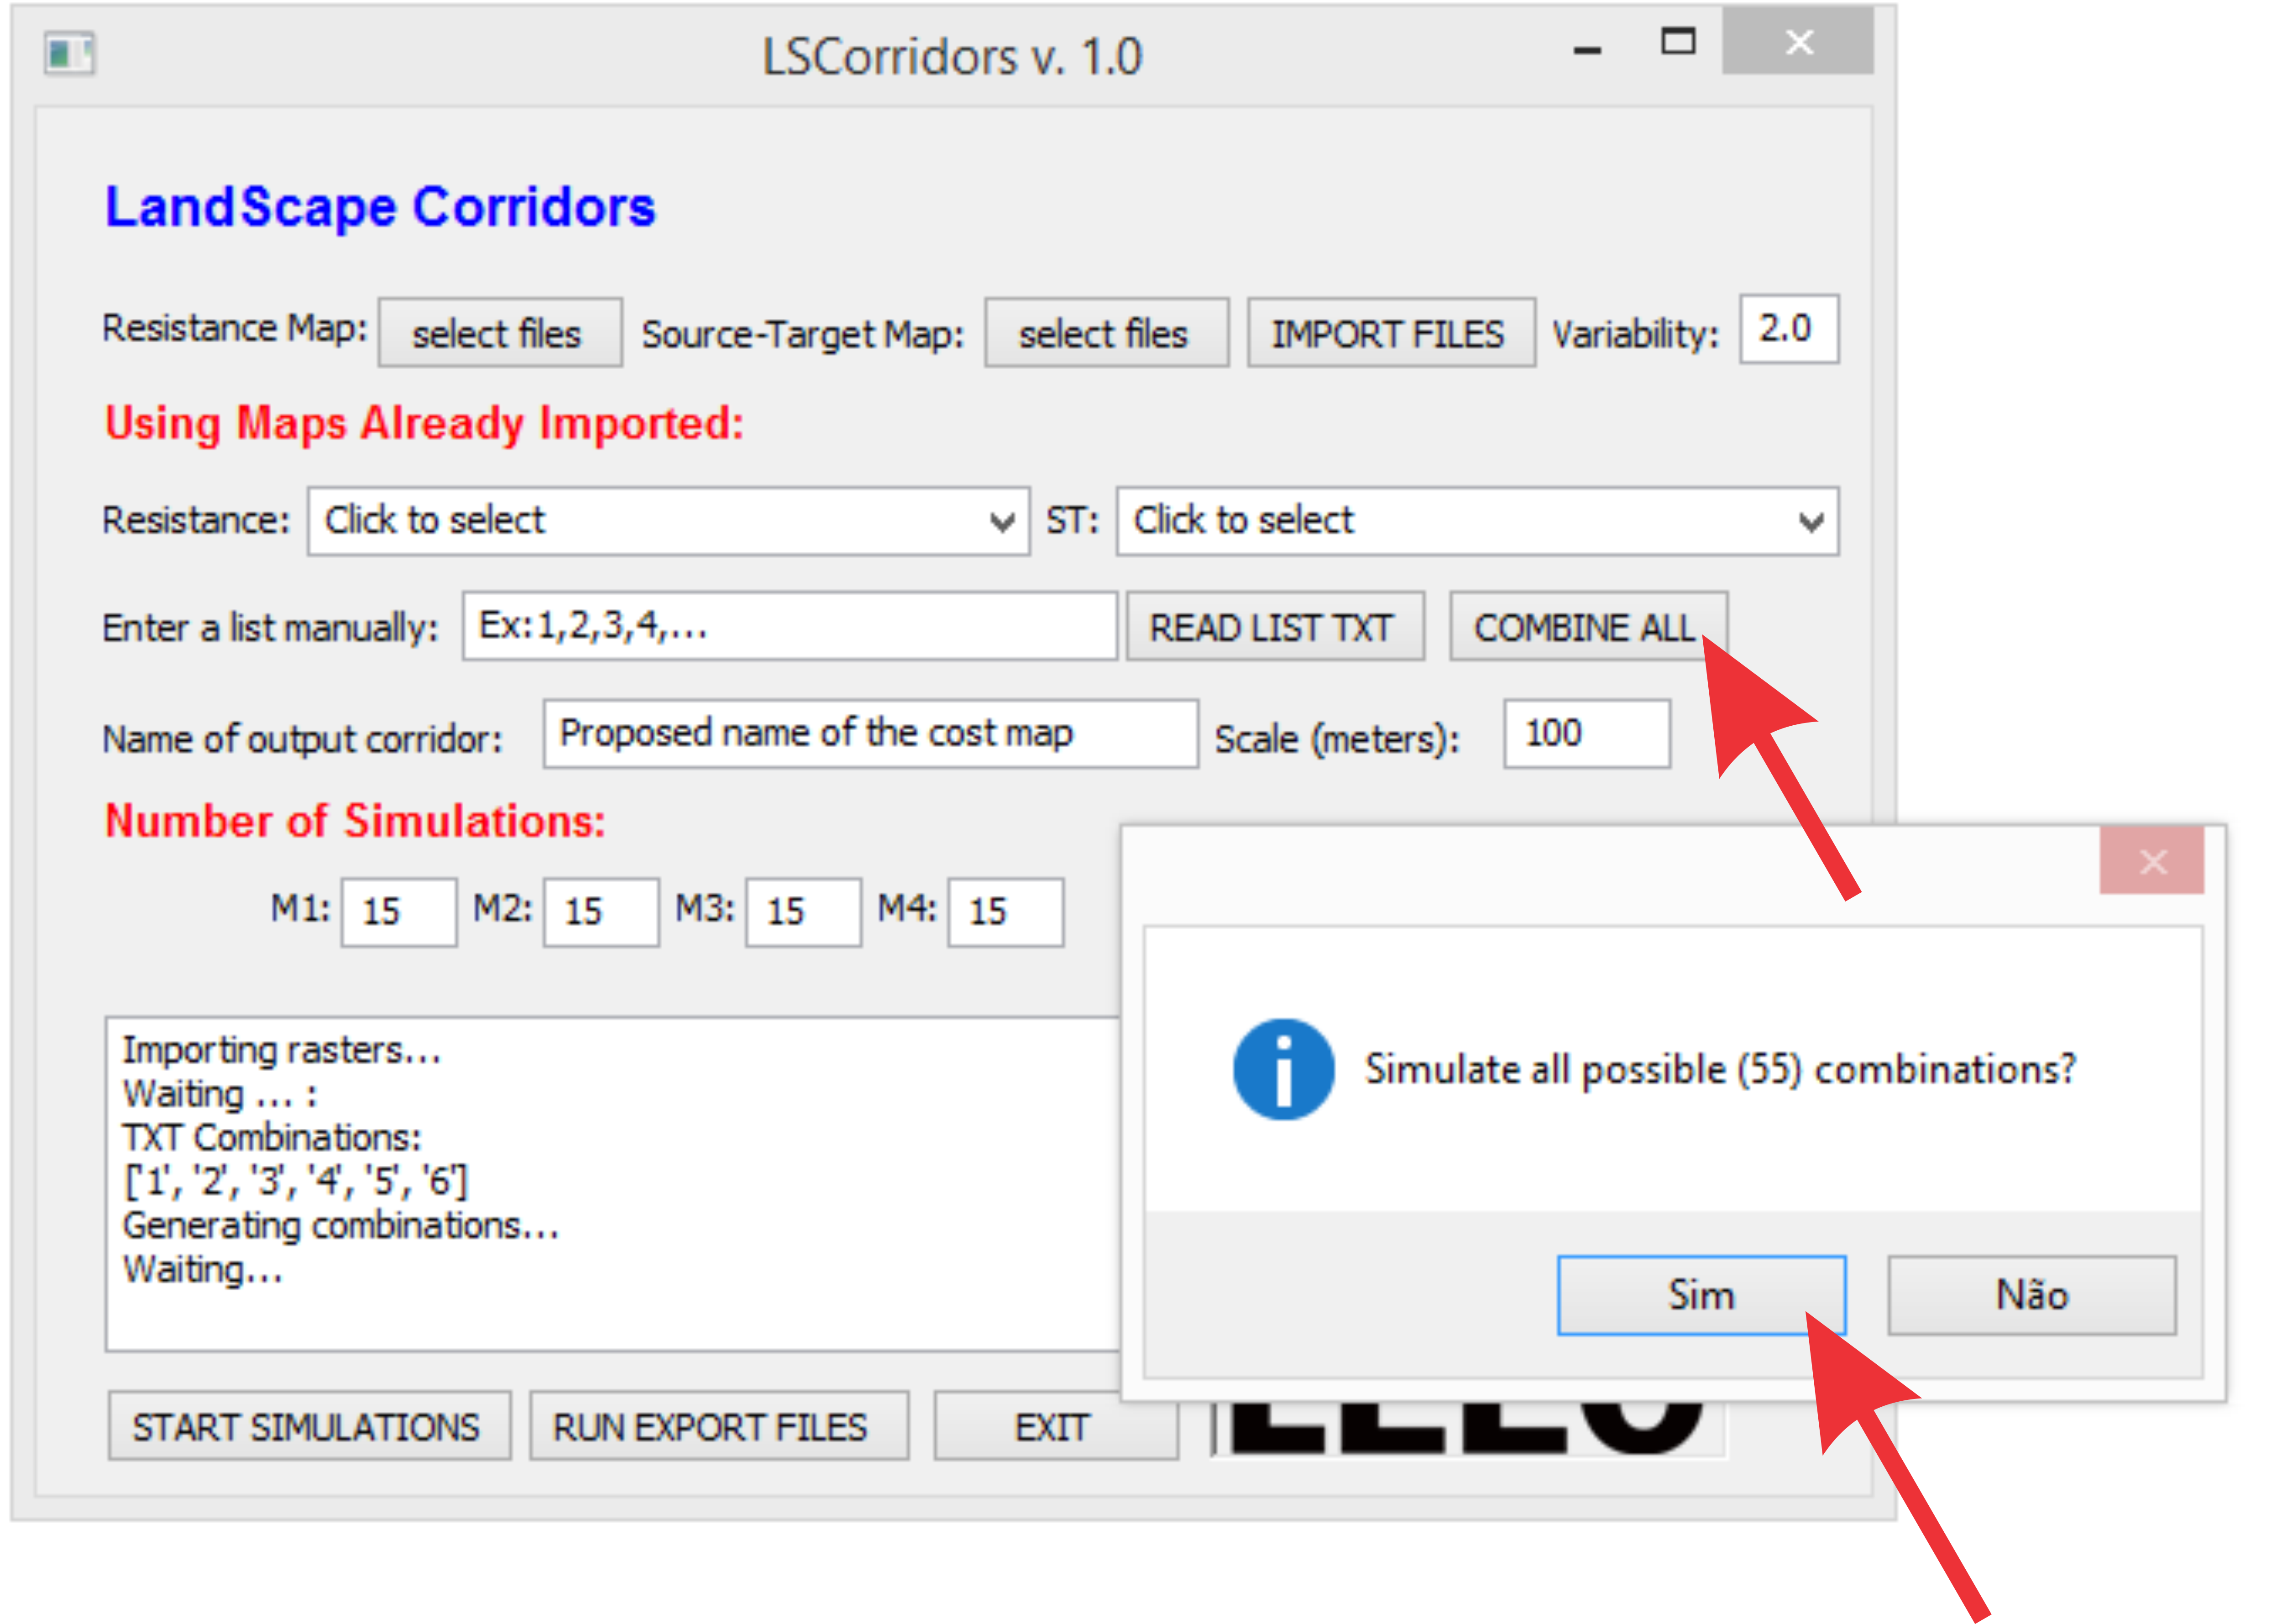 LSCorridors v. 1.0
LandScape Corridors
Resistance Map: select files Source-Target Map: select files IMPORT FILES Variability: 2.0
Using Maps Already Imported:
Resistance: Click to select ST: Click to select
Enter a list manually: Ex:1,2,3,4,... READ LIST TXT COMBINE ALL
Name of output corridor: Proposed name of the cost map Scale (meters): 100
Number of Simulations:
M1: 15 M2: 15 M3: 15 M4: 15
Importing rasters...
Waiting ... :
TXT Combinations:
['1', '2', '3', '4', '5', '6']
Generating combinations...
Waiting...
Simulate all possible (55) combinations?
Sim Não
START SIMULATIONS RUN EXPORT FILES EXIT